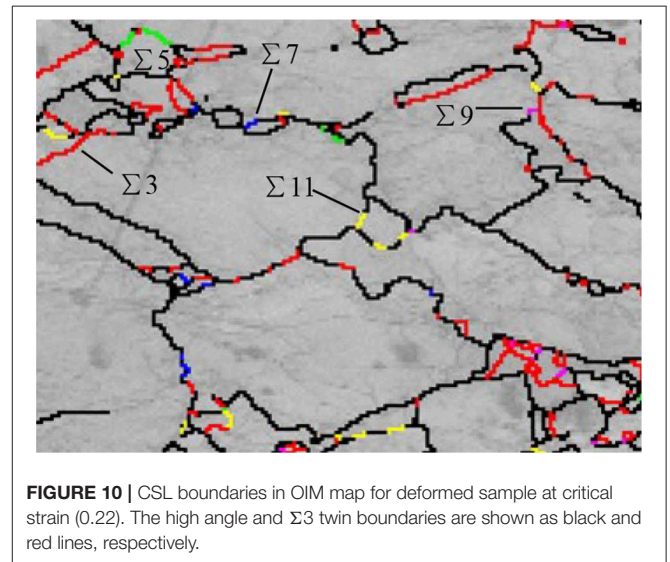 Σ5
Σ7
Σ9
Σ3
Σ11
FIGURE 10 | CSL boundaries in OIM map for deformed sample at critical
strain (0.22). The high angle and Σ3 twin boundaries are shown as black and
red lines, respectively.